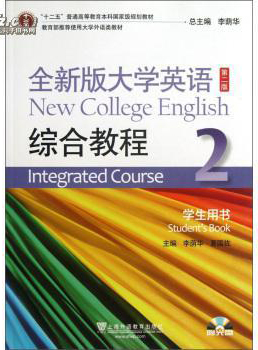 "十二五"普通高等教育本科国家级规划教材
总主编 李荫华
教育部推荐使用大学外语类教材
全新版大学英语
第二版
New College English
综合教程
2
Integrated Course
学生用书
Student's Book
主编 李荫华 夏国佐
上海外语教育出版社
附光盘